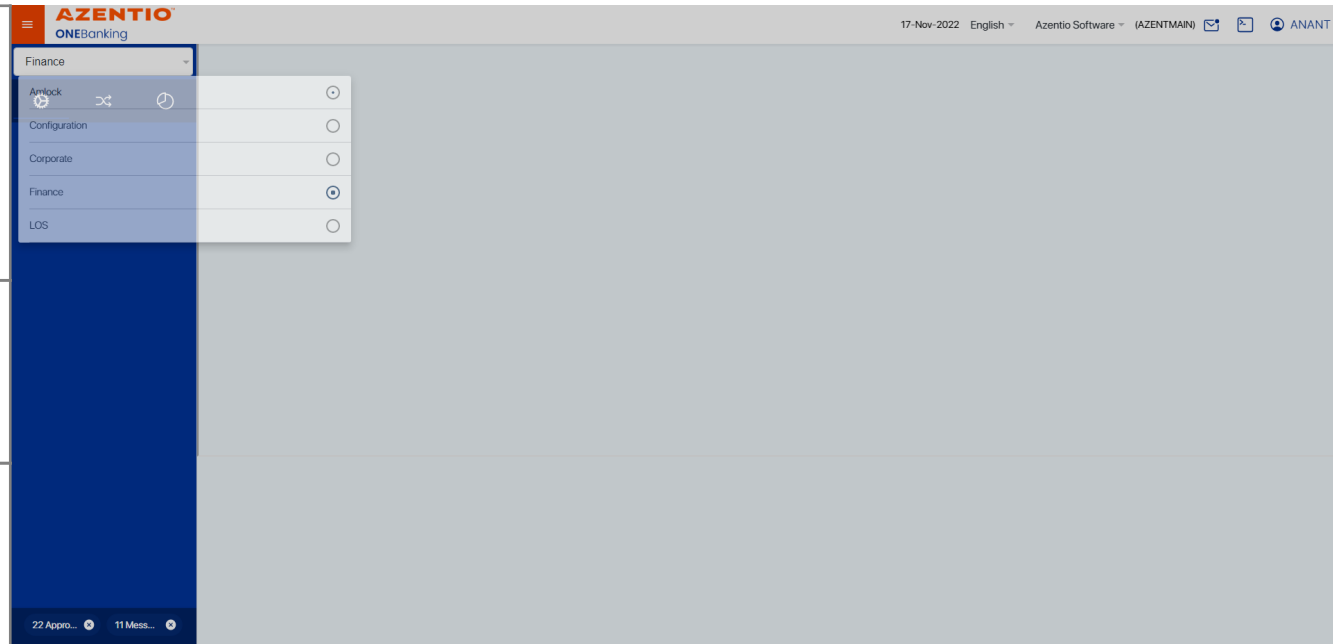 AZENTIO™
ONEBanking
17-Nov-2022 English Azentio Software (AZENTMAIN) ANANT
Finance
Amlock
Configuration
Corporate
Finance
LOS
22 Appro... 11 Mess...